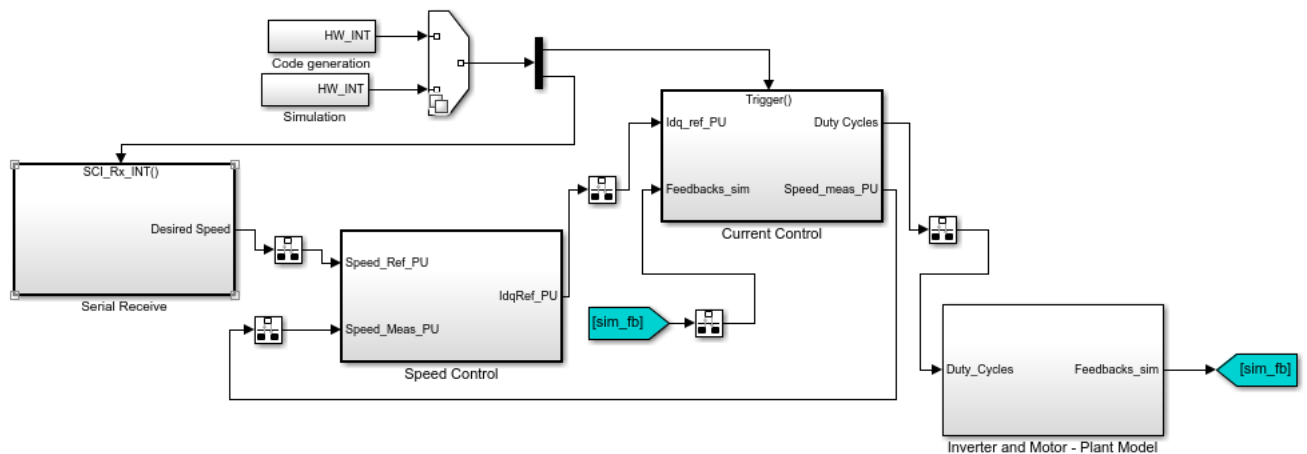 HW_INT
Code generation
HW_INT
Simulation
Trigger()
Idq_ref_PU
Duty Cycles
Feedbacks_sim
Speed_meas_PU
Current Control
SCI_Rx_INT()
Desired Speed
Serial Receive
Speed_Ref_PU
IdqRef_PU
Speed_Meas_PU
Speed Control
[sim_fb]
Duty_Cycles
Feedbacks_sim
Inverter and Motor - Plant Model
[sim_fb]